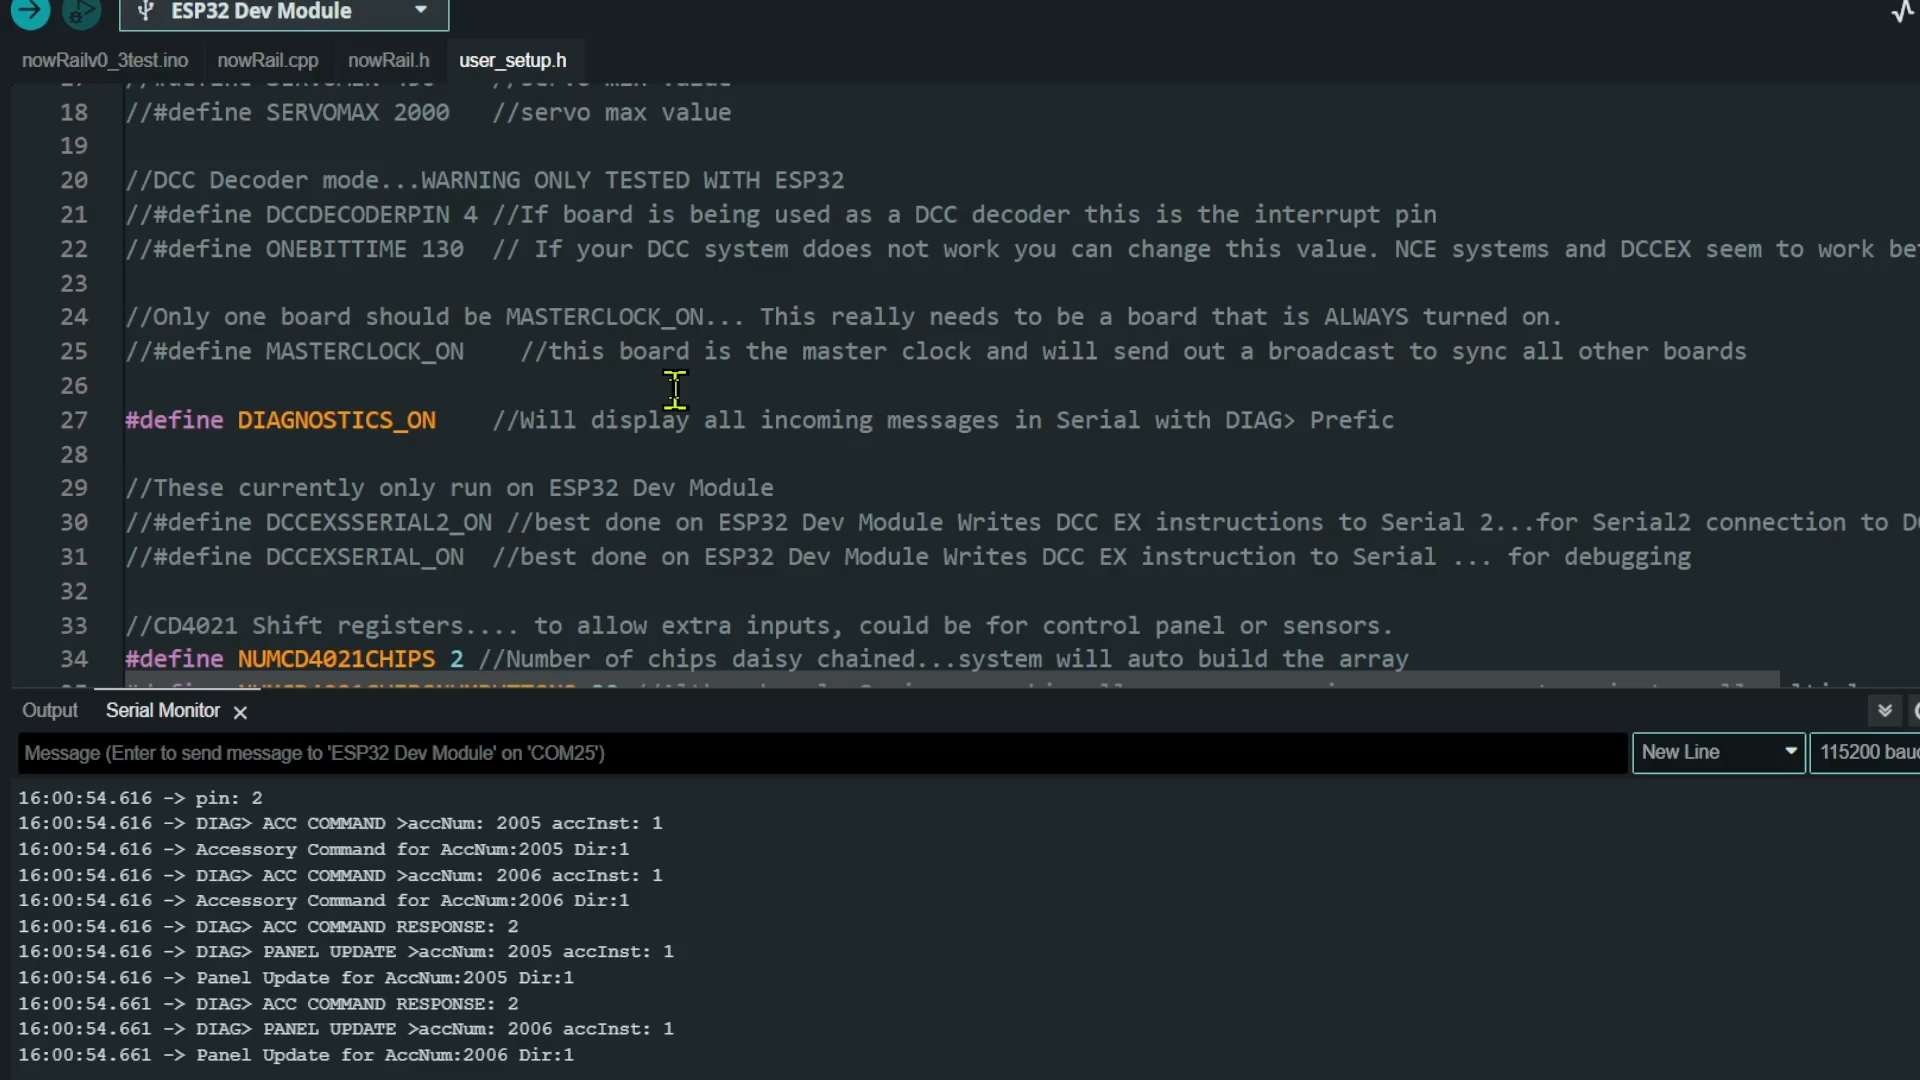 ESP32 Dev Module
nowRailv0_3test.ino nowRail.cpp nowRail.h user_setup.h
18 //#define SERVOMAX 2000 //servo max value
19
20 //DCC Decoder mode...WARNING ONLY TESTED WITH ESP32
21 //#define DCCDECODERPIN 4 //If board is being used as a DCC decoder this is the interrupt pin
22 //#define ONEBITTIME 130 // If your DCC system ddoes not work you can change this value. NCE systems and DCCEX seem to work be
23
24 //Only one board should be MASTERCLOCK_ON... This really needs to be a board that is ALWAYS turned on.
25 //#define MASTERCLOCK_ON //this board is the master clock and will send out a broadcast to sync all other boards
26
27 #define DIAGNOSTICS_ON //Will display all incoming messages in Serial with DIAG> Prefic
28
29 //These currently only run on ESP32 Dev Module
30 //#define DCCEXSSERIAL2_ON //best done on ESP32 Dev Module Writes DCC EX instructions to Serial 2...for Serial2 connection to D
31 //#define DCCEXSERIAL_ON //best done on ESP32 Dev Module Writes DCC EX instruction to Serial ... for debugging
32
33 //CD4021 Shift registers.... to allow extra inputs, could be for control panel or sensors.
34 #define NUMCD4021CHIPS 2 //Number of chips daisy chained...system will auto build the array
Output Serial Monitor
Message (Enter to send message to 'ESP32 Dev Module' on 'COM25') New Line 115200 bau
16:00:54.616 -> pin: 2
16:00:54.616 -> DIAG> ACC COMMAND >accNum: 2005 accInst: 1
16:00:54.616 -> Accessory Command for AccNum:2005 Dir:1
16:00:54.616 -> DIAG> ACC COMMAND >accNum: 2006 accInst: 1
16:00:54.616 -> Accessory Command for AccNum:2006 Dir:1
16:00:54.616 -> DIAG> ACC COMMAND RESPONSE: 2
16:00:54.616 -> DIAG> PANEL UPDATE >accNum: 2005 accInst: 1
16:00:54.616 -> Panel Update for AccNum:2005 Dir:1
16:00:54.661 -> DIAG> ACC COMMAND RESPONSE: 2
16:00:54.661 -> DIAG> PANEL UPDATE >accNum: 2006 accInst: 1
16:00:54.661 -> Panel Update for AccNum:2006 Dir:1